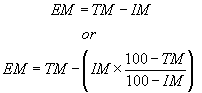 EM = TM − IM
or
EM = TM − (IM × (100 − TM)/(100 − IM))